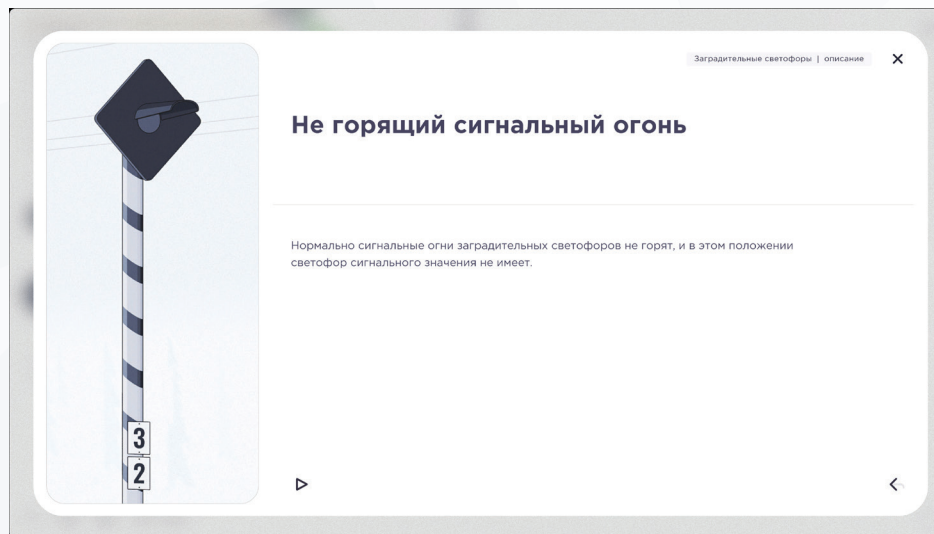 Заградительные светофоры | описание
Не горящий сигнальный огонь
Нормально сигнальные огни заградительных светофоров не горят, и в этом положении
светофор сигнального значения не имеет.
3
2